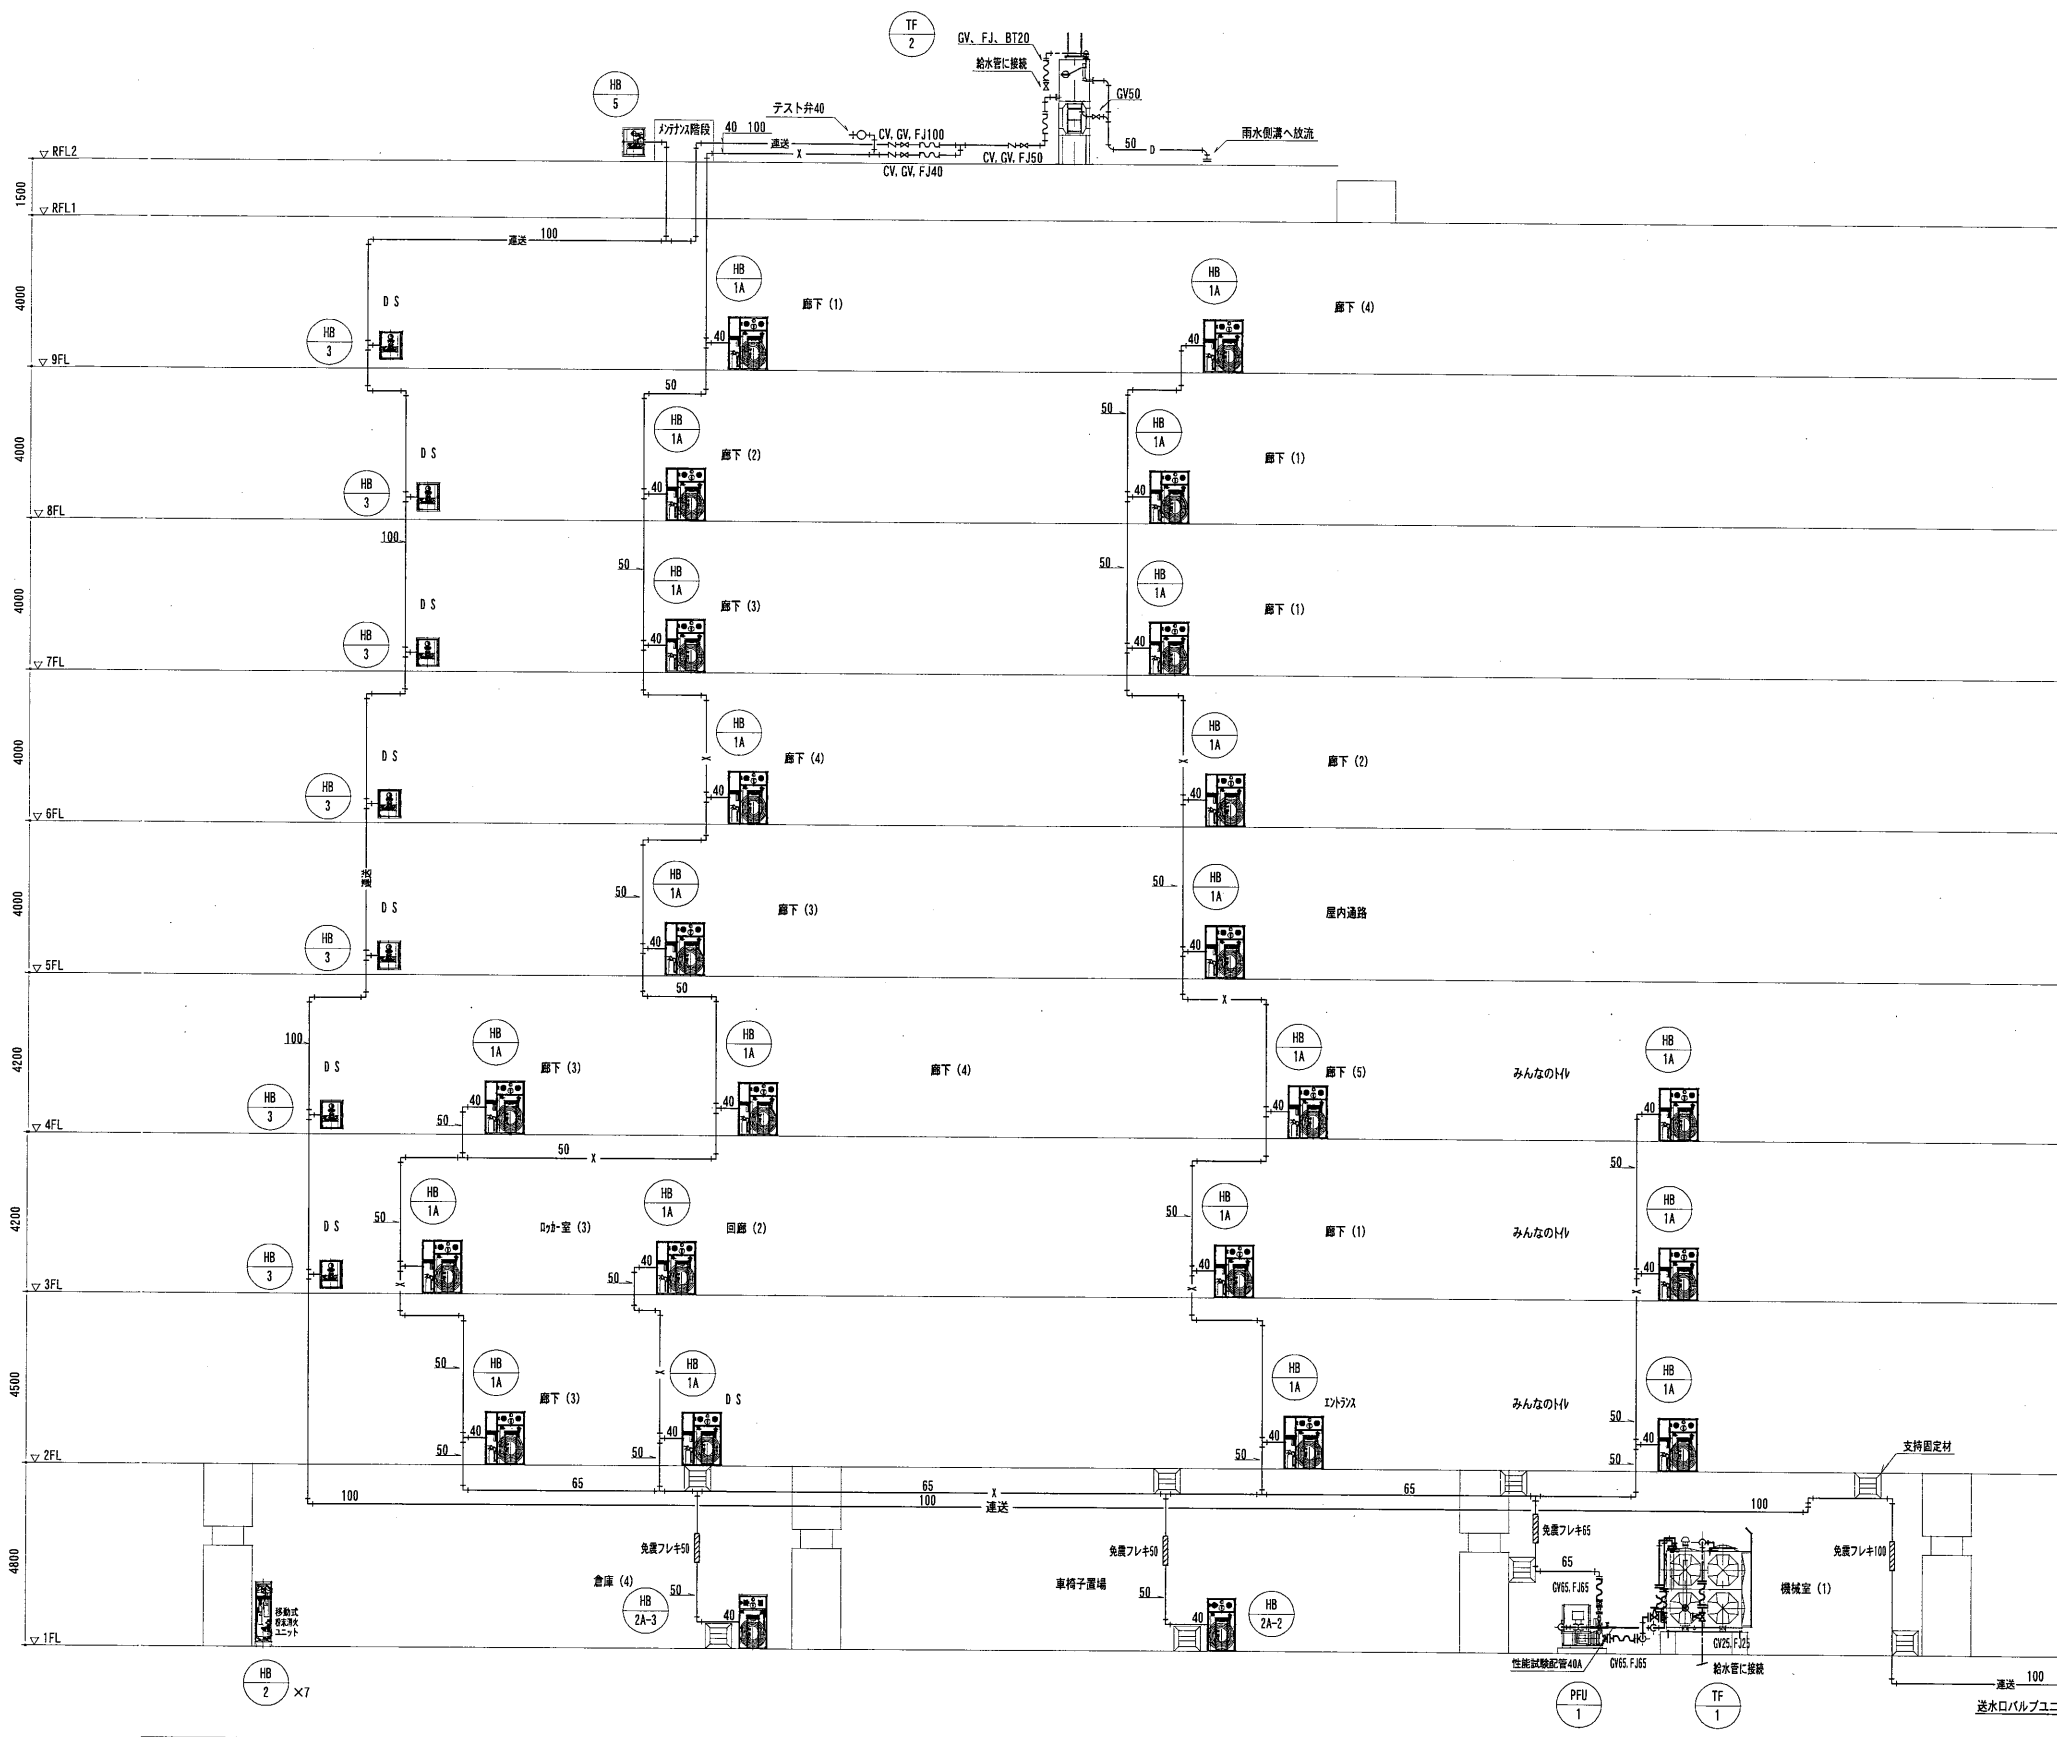 TF
2
GV、FJ、BT20
給水管に接続
HB
5
テスト弁40
GV50
メンテナンス階段
40 100
CV, GV, FJ100
連送
雨水側溝へ放流
RFL2
X
CV, GV, FJ50
50 D
CV, GV, FJ40
1500
RFL1
連送 100
4000
HB
1A
廊下 (1)
HB
1A
廊下 (4)
D S
HB
3
40
40
9FL
4000
50
HB
1A
廊下 (2)
50
HB
1A
廊下 (1)
D S
HB
3
40
40
8FL
4000
100
50
HB
1A
廊下 (3)
50
HB
1A
廊下 (1)
D S
HB
3
40
40
7FL
4000
HB
1A
廊下 (4)
HB
1A
廊下 (2)
D S
X
X
HB
3
40
40
6FL
4000
連送
50
HB
1A
廊下 (3)
50
HB
1A
屋内通路
D S
HB
3
40
40
5FL
50
X
4200
100
HB
1A
廊下 (3)
HB
1A
廊下 (4)
HB
1A
廊下 (5)
みんなのトイレ
HB
1A
D S
HB
3
40
40
40
40
50
4FL
50 X
4200
HB
1A
50
ロッカー室 (3)
HB
1A
回廊 (2)
50
HB
1A
廊下 (1)
みんなのトイレ
50
HB
1A
D S
HB
3
40
50
40
40
X
X
X
3FL
4500
50
HB
1A
廊下 (3)
X
HB
1A
D S
HB
1A
エントランス
みんなのトイレ
HB
1A
50
40
40
40
40
50
50
50
50
2FL
支持固定材
65
65 X
65
100
100
連送
100
4800
免震フレキ50
免震フレキ50
免震フレキ65
免震フレキ100
65
倉庫 (4)
50
車椅子置場
50
GV65, FJ65
機械室 (1)
HB
2A-3
40
40
HB
2A-2
移動式
粉末消火
ユニット
1FL
GV25, FJ25
性能試験配管40A
GV65, FJ65
給水管に接続
HB
2
×7
PFU
1
TF
1
連送
100
送水口バルブユニ